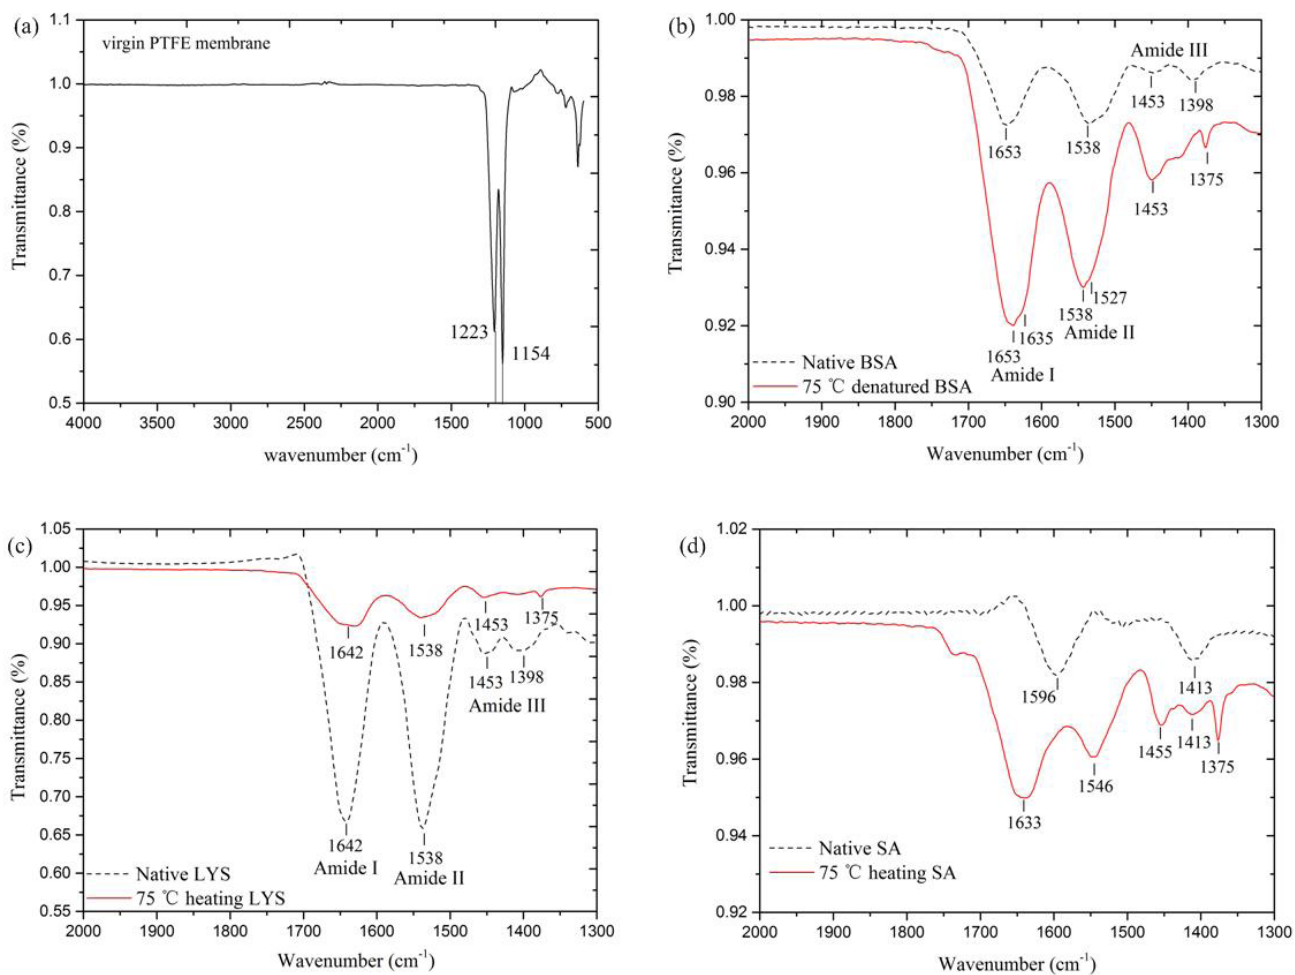 (a)
virgin PTFE membrane
1.1
1.0
0.9
0.8
0.7
0.6
0.5
Transmittance (%)
1223
1154
4000 3500 3000 2500 2000 1500 1000 500
wavenumber (cm-1)
(b)
1.00
0.98
0.96
0.94
0.92
0.90
Transmitance (%)
Amide III
1453
1398
1653
1538
1375
1453
1527
1538
1635
Amide II
1653
Amide I
Native BSA
75 ℃ denatured BSA
2000 1900 1800 1700 1600 1500 1400 1300
Wavenumber (cm-1)
(c)
1.05
1.00
0.95
0.90
0.85
0.80
0.75
0.70
0.65
0.60
0.55
Transmittance (%)
1642
1538
1453
1375
1453
1398
Amide III
1642
1538
Amide I
Amide II
Native LYS
75 ℃ heating LYS
2000 1900 1800 1700 1600 1500 1400 1300
Wavenumber (cm-1)
(d)
1.02
1.00
0.98
0.96
0.94
0.92
Transmittance (%)
1596
1413
1455
1413
1375
1546
1633
Native SA
75 ℃ heating SA
2000 1900 1800 1700 1600 1500 1400 1300
Wavenumber (cm-1)